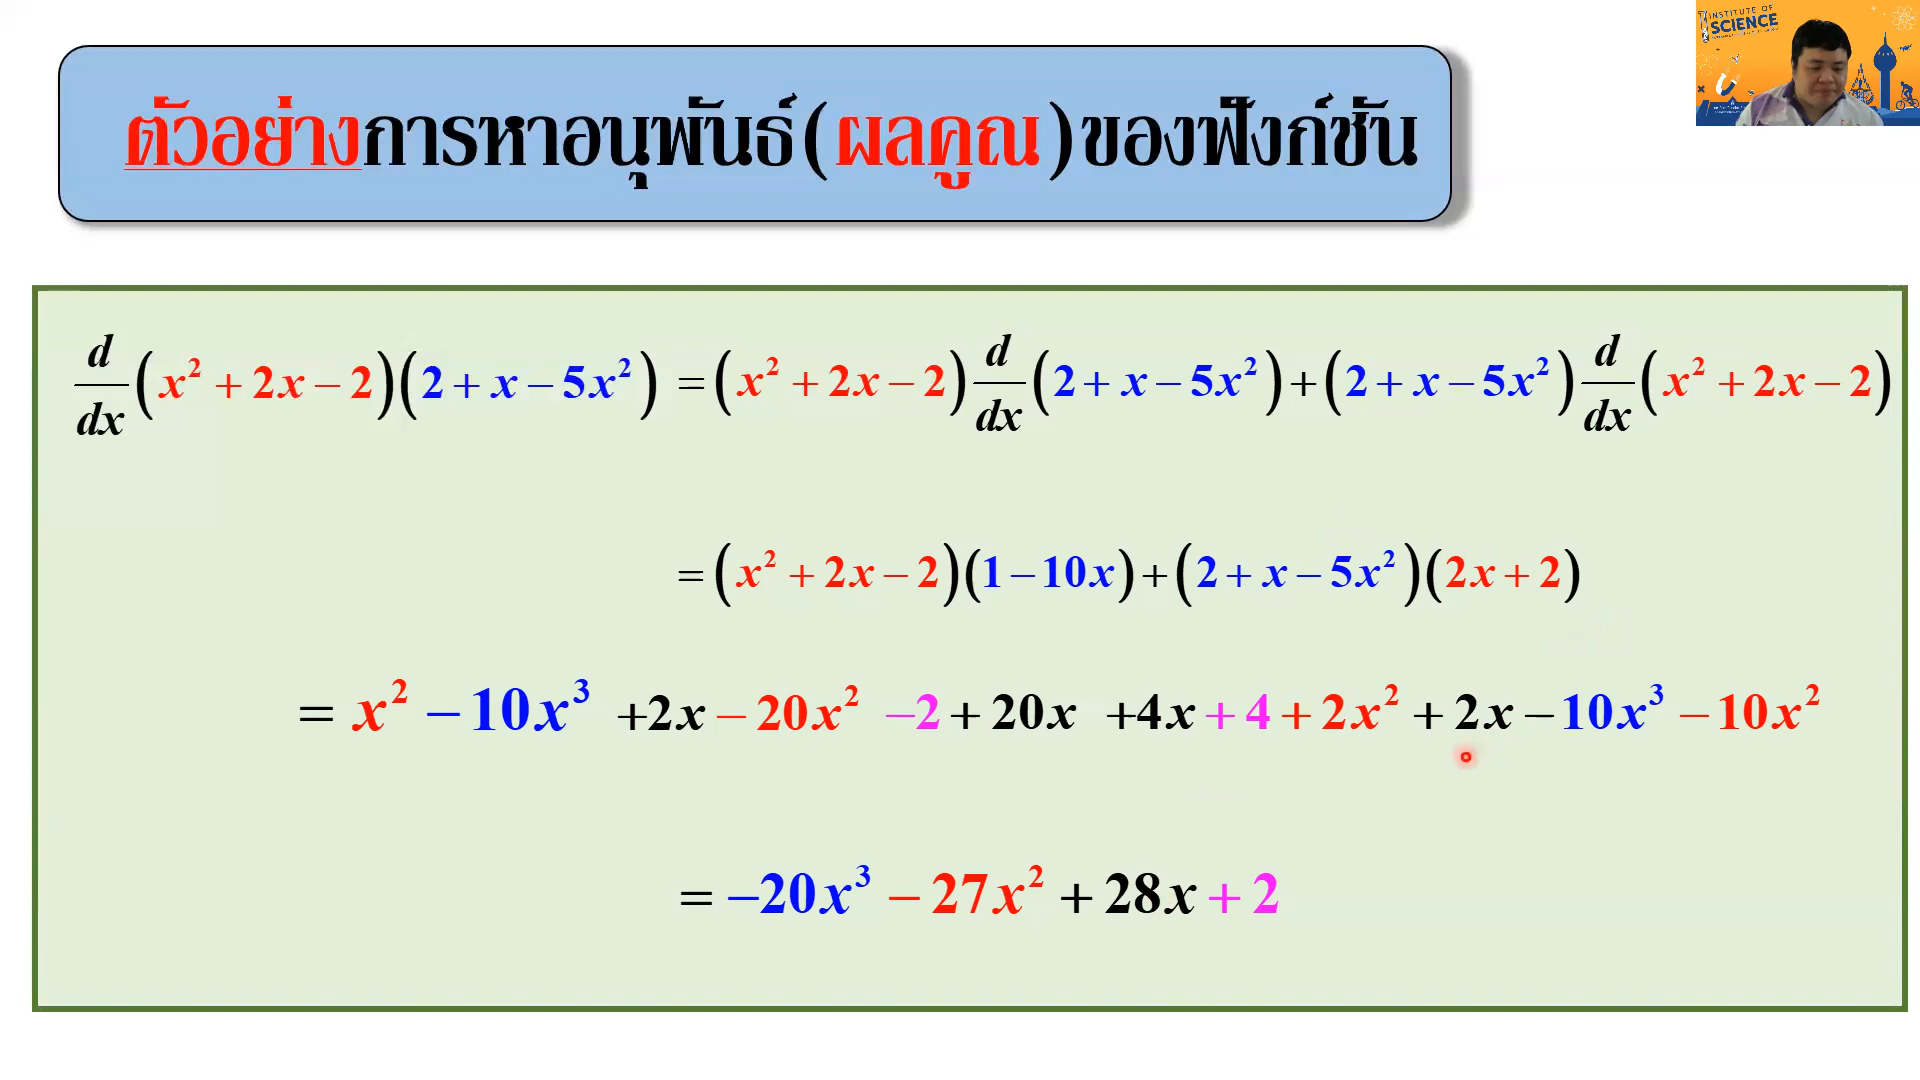 INSTITUTE OF
SCIENCE
ตัวอย่างการหาอนุพันธ์(ผลคูณ)ของฟังก์ชัน
d/dx (x² + 2x − 2)(2 + x − 5x²) = (x² + 2x − 2) d/dx (2 + x − 5x²) + (2 + x − 5x²) d/dx (x² + 2x − 2)
= (x² + 2x − 2)(1 − 10x) + (2 + x − 5x²)(2x + 2)
= x² − 10x³ +2x − 20x² −2 + 20x +4x + 4 + 2x² + 2x − 10x³ − 10x²
= −20x³ − 27x² + 28x + 2